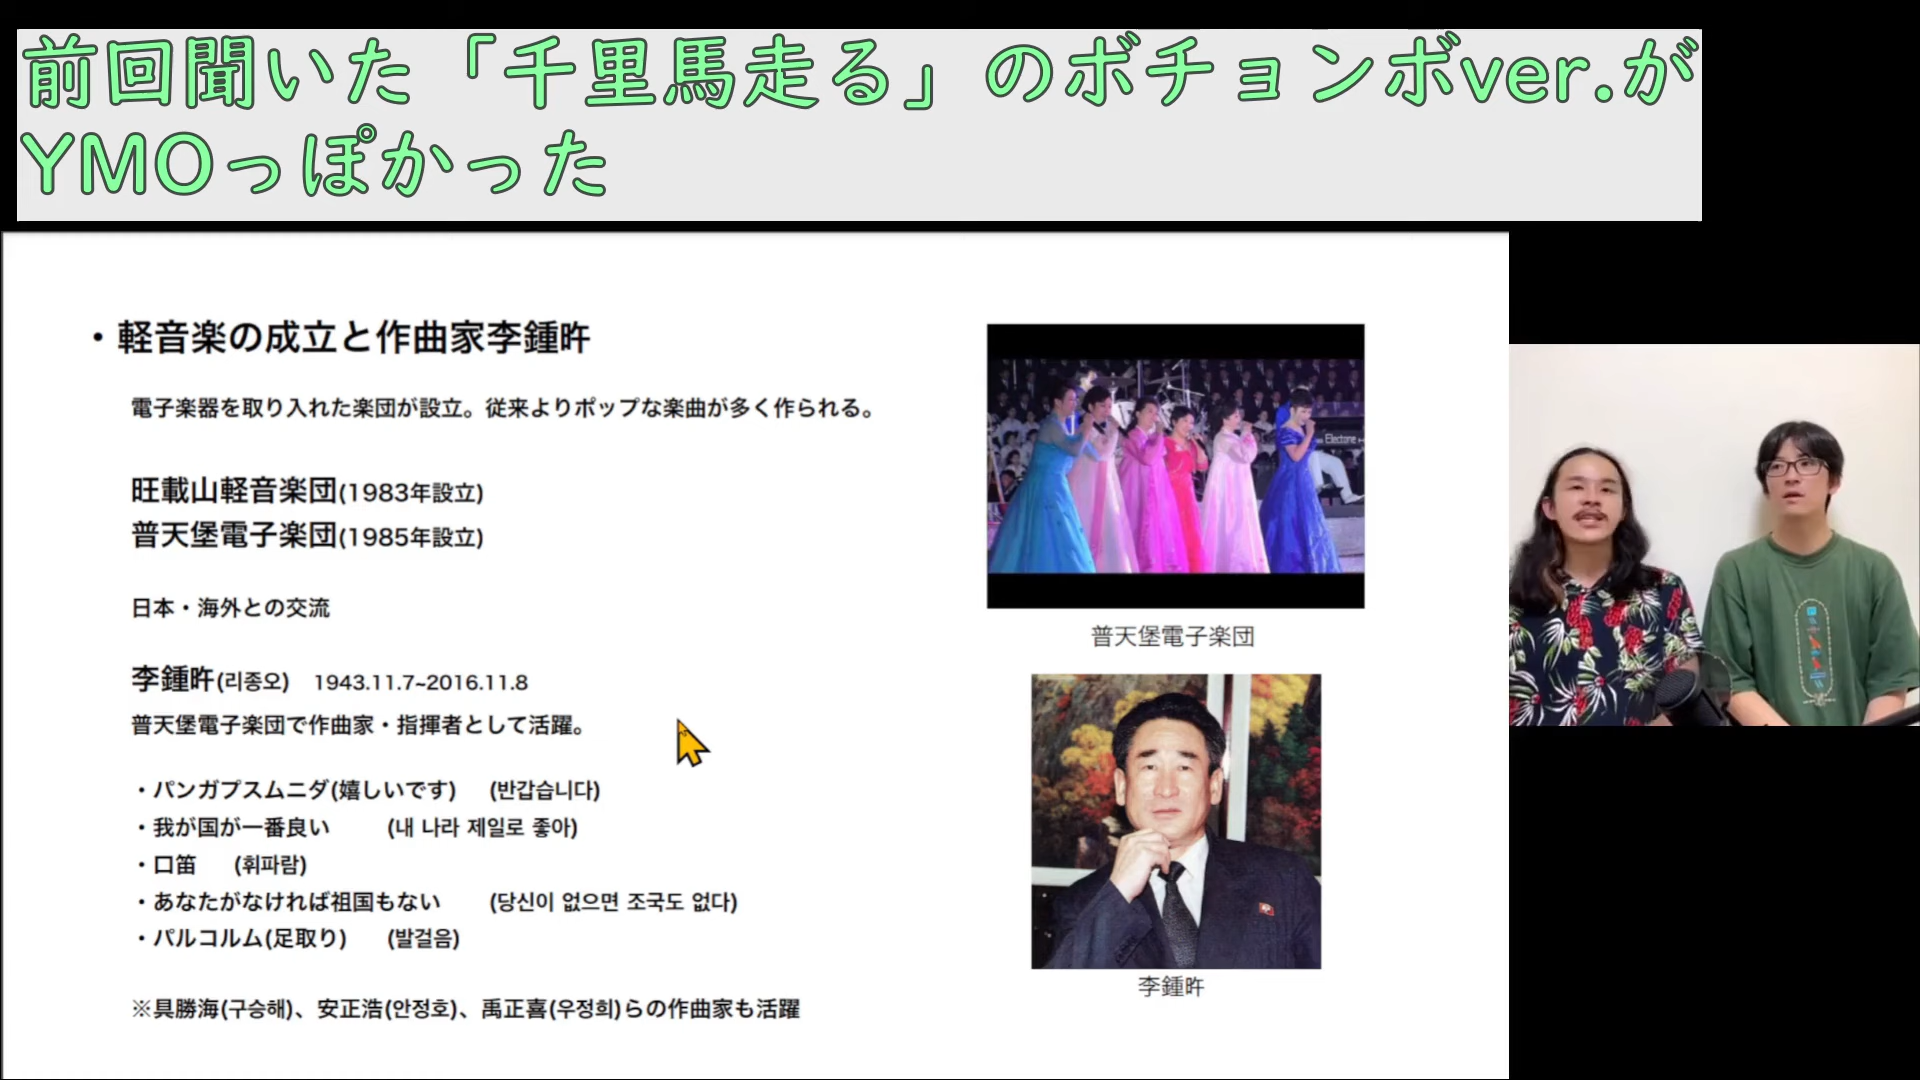 前回聞いた「千里馬走る」のボチョンボver.が
YMOっぽかった
・軽音楽の成立と作曲家李鍾旿
電子楽器を取り入れた楽団が設立。従来よりポップな楽曲が多く作られる。
旺載山軽音楽団(1983年設立)
普天堡電子楽団(1985年設立)
日本・海外との交流
李鍾旿(리종오) 1943.11.7~2016.11.8
普天堡電子楽団で作曲家・指揮者として活躍。
・パンガプスムニダ(嬉しいです) (반갑습니다)
・我が国が一番良い (내 나라 제일로 좋아)
・口笛 (휘파람)
・あなたがなければ祖国もない (당신이 없으면 조국도 없다)
・パルコルム(足取り) (발걸음)
※具勝海(구승해)、安正浩(안정호)、禹正喜(우정희)らの作曲家も活躍
Electone
普天堡電子楽団
李鍾旿